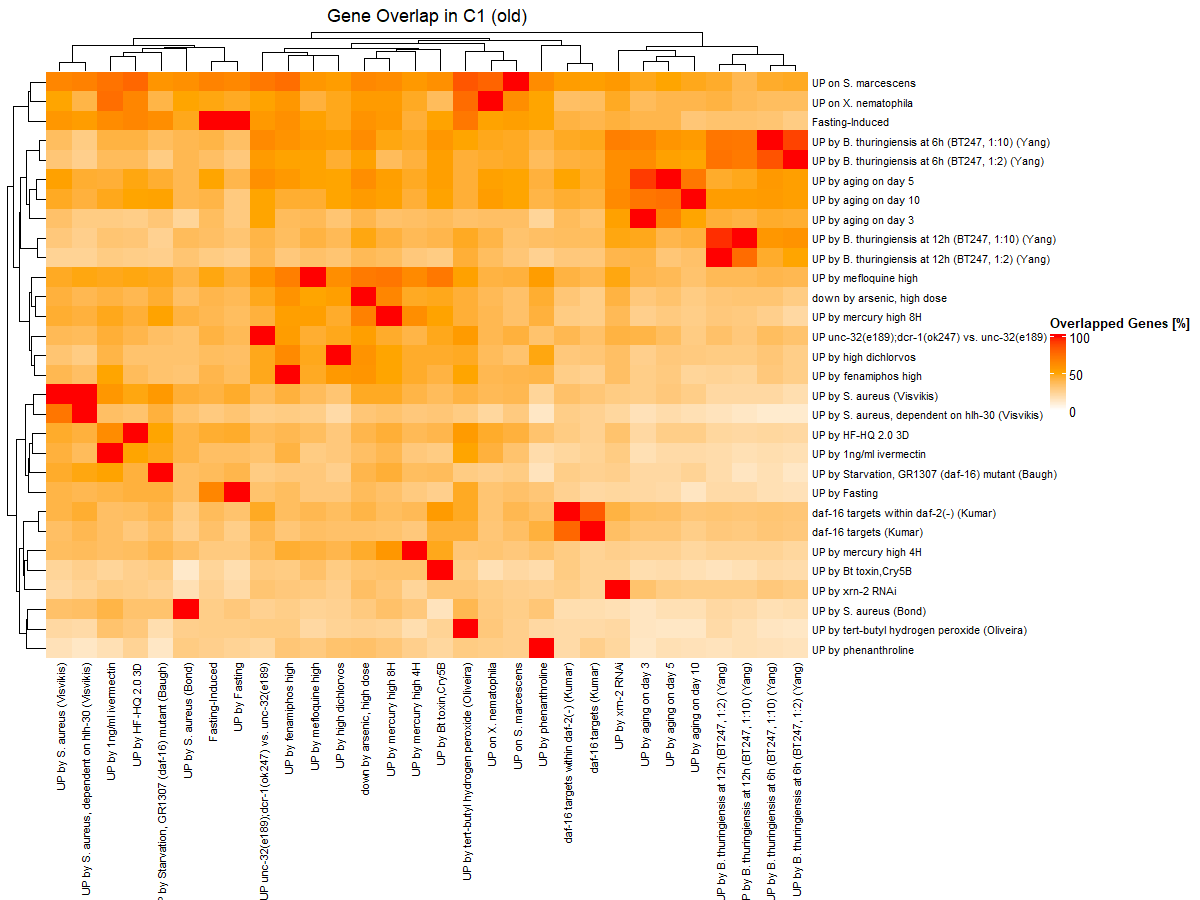 Gene Overlap in C1 (old)
UP on S. marcescens
UP on X. nematophila
Fasting-Induced
UP by B. thuringiensis at 6h (BT247, 1:10) (Yang)
UP by B. thuringiensis at 6h (BT247, 1:2) (Yang)
UP by aging on day 5
UP by aging on day 10
UP by aging on day 3
UP by B. thuringiensis at 12h (BT247, 1:10) (Yang)
UP by B. thuringiensis at 12h (BT247, 1:2) (Yang)
UP by mefloquine high
down by arsenic, high dose
UP by mercury high 8H
UP unc-32(e189);dcr-1(ok247) vs. unc-32(e189)
UP by high dichlorvos
UP by fenamiphos high
UP by S. aureus (Visvikis)
UP by S. aureus, dependent on hlh-30 (Visvikis)
UP by HF-HQ 2.0 3D
UP by 1ng/ml ivermectin
UP by Starvation, GR1307 (daf-16) mutant (Baugh)
UP by Fasting
daf-16 targets within daf-2(-) (Kumar)
daf-16 targets (Kumar)
UP by mercury high 4H
UP by Bt toxin,Cry5B
UP by xrn-2 RNAi
UP by S. aureus (Bond)
UP by tert-butyl hydrogen peroxide (Oliveira)
UP by phenanthroline
Overlapped Genes [%]
100
50
0
UP by S. aureus (Visvikis)
UP by S. aureus, dependent on hlh-30 (Visvikis)
UP by 1ng/ml ivermectin
UP by HF-HQ 2.0 3D
P by Starvation, GR1307 (daf-16) mutant (Baugh)
UP by S. aureus (Bond)
Fasting-Induced
UP by Fasting
UP unc-32(e189);dcr-1(ok247) vs. unc-32(e189)
UP by fenamiphos high
UP by mefloquine high
UP by high dichlorvos
down by arsenic, high dose
UP by mercury high 8H
UP by mercury high 4H
UP by Bt toxin,Cry5B
UP by tert-butyl hydrogen peroxide (Oliveira)
UP on X. nematophila
UP on S. marcescens
UP by phenanthroline
daf-16 targets within daf-2(-) (Kumar)
daf-16 targets (Kumar)
UP by xrn-2 RNAi
UP by aging on day 3
UP by aging on day 5
UP by aging on day 10
UP by B. thuringiensis at 12h (BT247, 1:2) (Yang)
P by B. thuringiensis at 12h (BT247, 1:10) (Yang)
UP by B. thuringiensis at 6h (BT247, 1:10) (Yang)
UP by B. thuringiensis at 6h (BT247, 1:2) (Yang)